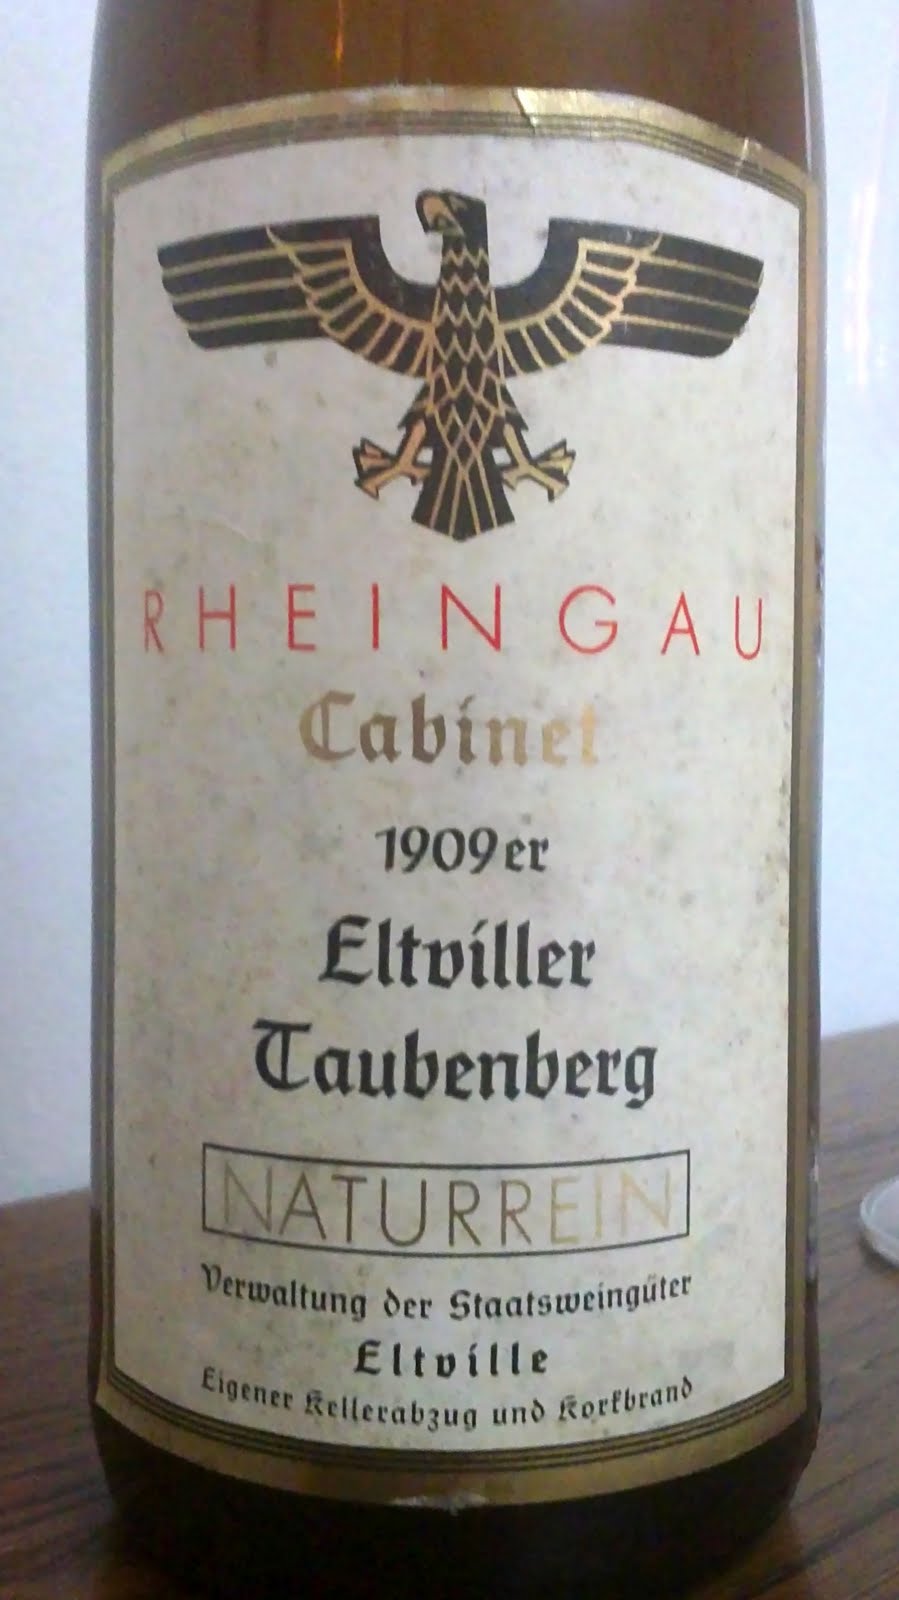 RHEINGAU
Cabinet
1909er
Eltviller
Taubenberg
NATURREIN
Verwaltung der Staatsweingüter
Eltville
Eigener Kellerabzug und Korkbrand